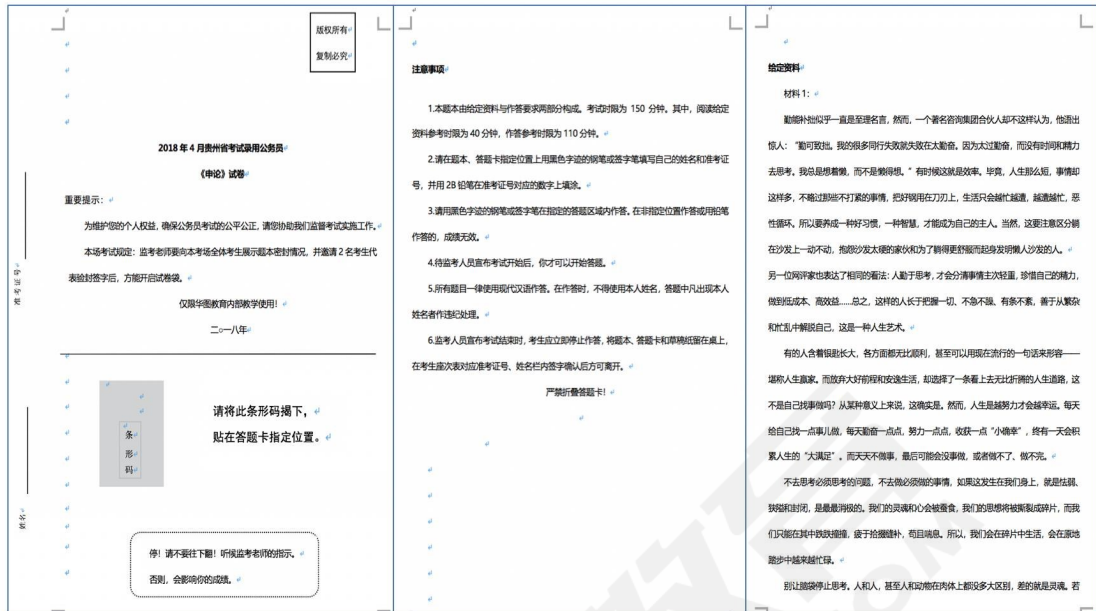 版权所有
复制必究
2018 年 4 月贵州省考试录用公务员
《申论》试卷
重要提示：
为维护您的个人权益，确保公务员考试的公平公正，请您协助我们监督考试实施工作。
本场考试规定：监考老师要向本考场全体考生展示题本密封情况，并邀请 2 名考生代
表验封签字后，方能开启试卷袋。
仅限华图教育内部教学使用！
二○一八年
准考证号
姓名
条
形
码
请将此条形码揭下，
贴在答题卡指定位置。
停！请不要往下翻！听候监考老师的指示。
否则，会影响你的成绩。
注意事项
1.本题本由给定资料与作答要求两部分构成。考试时限为 150 分钟。其中，阅读给定
资料参考时限为 40 分钟，作答参考时限为 110 分钟。
2.请在题本、答题卡指定位置上用黑色字迹的钢笔或签字笔填写自己的姓名和准考证
号，并用 2B 铅笔在准考证号对应的数字上填涂。
3.请用黑色字迹的钢笔或签字笔在指定的答题区域内作答。在非指定位置作答或用铅笔
作答的，成绩无效。
4.待监考人员宣布考试开始后，你才可以开始答题。
5.所有题目一律使用现代汉语作答。在作答时，不得使用本人姓名，答题中凡出现本人
姓名者作违纪处理。
6.监考人员宣布考试结束时，考生应立即停止作答，将题本、答题卡和草稿纸留在桌上，
在考生座次表对应准考证号、姓名栏内签字确认后方可离开。
严禁折叠答题卡！
给定资料
材料 1：
勤能补拙似乎一直是至理名言，然而，一个著名咨询集团合伙人却不这样认为，他语出
惊人：“勤可致拙。我的很多同行失败就失败在太勤奋。因为太过勤奋，而没有时间和精力
去思考。我总是想着懒，而不是懒得想。”有时候这就是效率。毕竟，人生那么短，事情却
这样多，不略过那些不打紧的事情，把好钢用在刀刃上，生活只会越忙越遭，越遭越忙，恶
性循环。所以要养成一种好习惯，一种智慧，才能成为自己的主人。当然，这要注意区分躺
在沙发上一动不动，抱怨沙发太硬的家伙和为了躺得更舒服而起身发明懒人沙发的人。
另一位网评家也表达了相同的看法：人勤于思考，才会分清事情主次轻重，珍惜自己的精力，
做到低成本、高效益……总之，这样的人长于把握一切、不急不躁、有条不紊，善于从繁杂
和忙乱中解脱自己，这是一种人生艺术。
有的人含着银匙长大，各方面都无比顺利，甚至可以用现在流行的一句话来形容——
堪称人生赢家。而放弃大好前程和安逸生活，却选择了一条看上去无比折腾的人生道路，这
不是自己找事做吗？从某种意义上来说，这确实是。然而，人生是越努力才会越幸运。每天
给自己找一点事儿做，每天勤奋一点点，努力一点点，收获一点“小确幸”，终有一天会积
累人生的“大满足”。而天天不做事，最后可能会没事做，或者做不了、做不完。
不去思考必须思考的问题，不去做必须做的事情，如果这发生在我们身上，就是怯弱、
狭隘和封闭，是最最消极的。我们的灵魂和心会被蚕食，我们的思想将被撕裂成碎片，而我
们只能在其中跌跌撞撞，疲于拾掇缝补，苟且喘息。所以，我们会在碎片中生活，会在原地
踏步中越来越忙碌。
别让脑袋停止思考。人和人，甚至人和动物在肉体上都没多大区别，差的就是灵魂。若